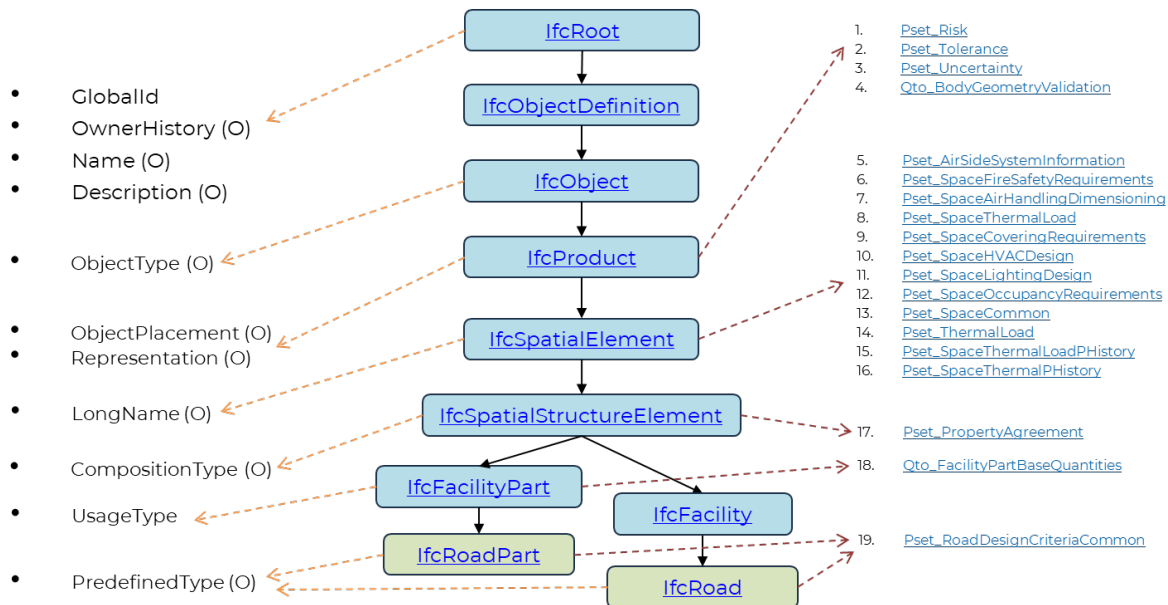 • GlobalId
• OwnerHistory (O)
• Name (O)
• Description (O)
• ObjectType (O)
• ObjectPlacement (O)
• Representation (O)
• LongName (O)
• CompositionType (O)
• UsageType
• PredefinedType (O)
IfcRoot
IfcObjectDefinition
IfcObject
IfcProduct
IfcSpatialElement
IfcSpatialStructureElement
IfcFacilityPart
IfcFacility
IfcRoadPart
IfcRoad
1. Pset_Risk
2. Pset_Tolerance
3. Pset_Uncertainty
4. Qto_BodyGeometryValidation
5. Pset_AirSideSystemInformation
6. Pset_SpaceFireSafetyRequirements
7. Pset_SpaceAirHandlingDimensioning
8. Pset_SpaceThermalLoad
9. Pset_SpaceCoveringRequirements
10. Pset_SpaceHVACDesign
11. Pset_SpaceLightingDesign
12. Pset_SpaceOccupancyRequirements
13. Pset_SpaceCommon
14. Pset_ThermalLoad
15. Pset_SpaceThermalLoadPHistory
16. Pset_SpaceThermalPHistory
17. Pset_PropertyAgreement
18. Qto_FacilityPartBaseQuantities
19. Pset_RoadDesignCriteriaCommon